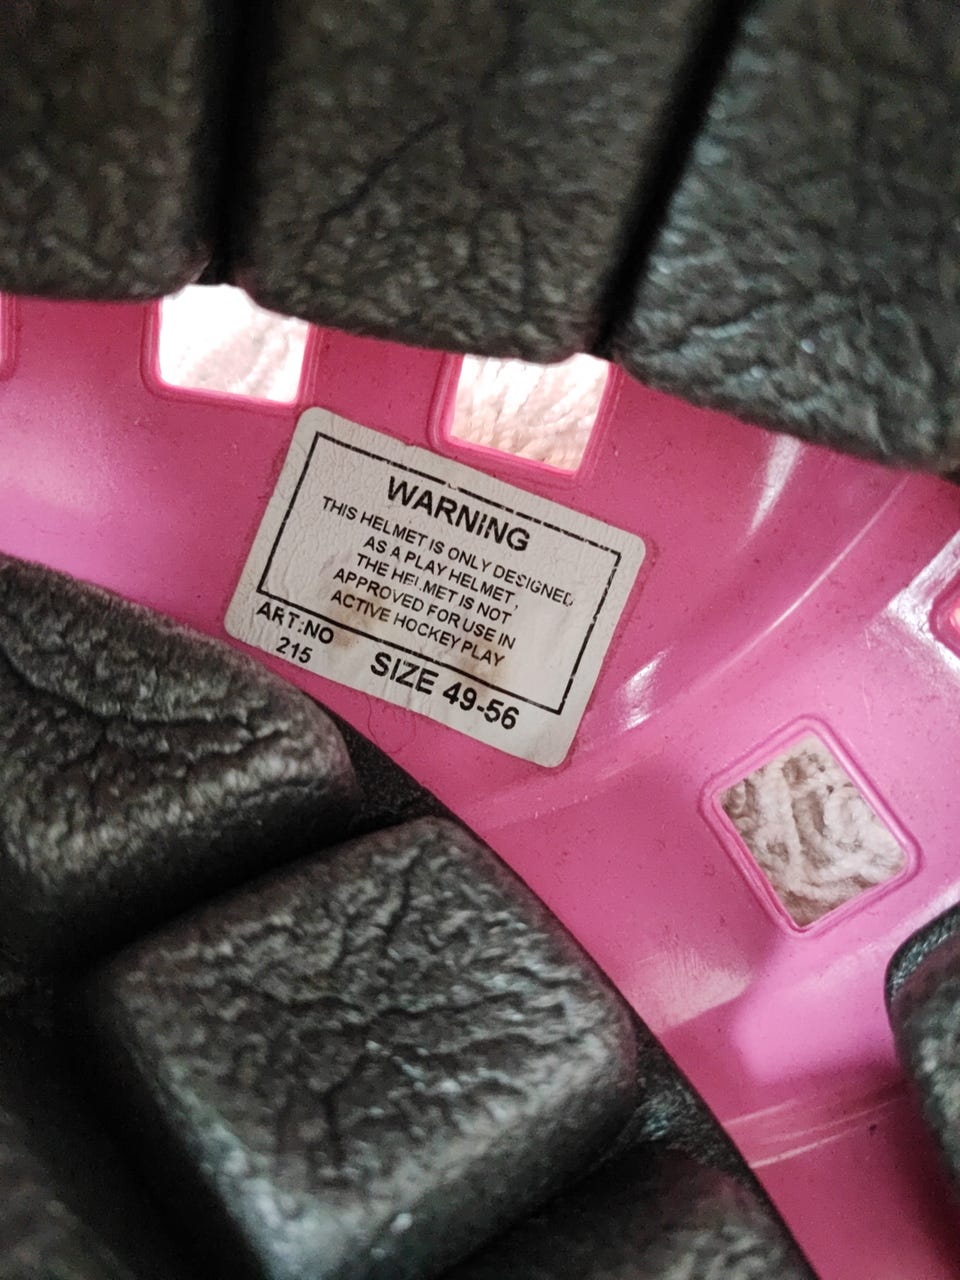 WARNING
THIS HELMET IS ONLY DESIGNED
AS A PLAY HELMET,
THE HELMET IS NOT
APPROVED FOR USE IN
ACTIVE HOCKEY PLAY
ART:NO
215
SIZE 49-56